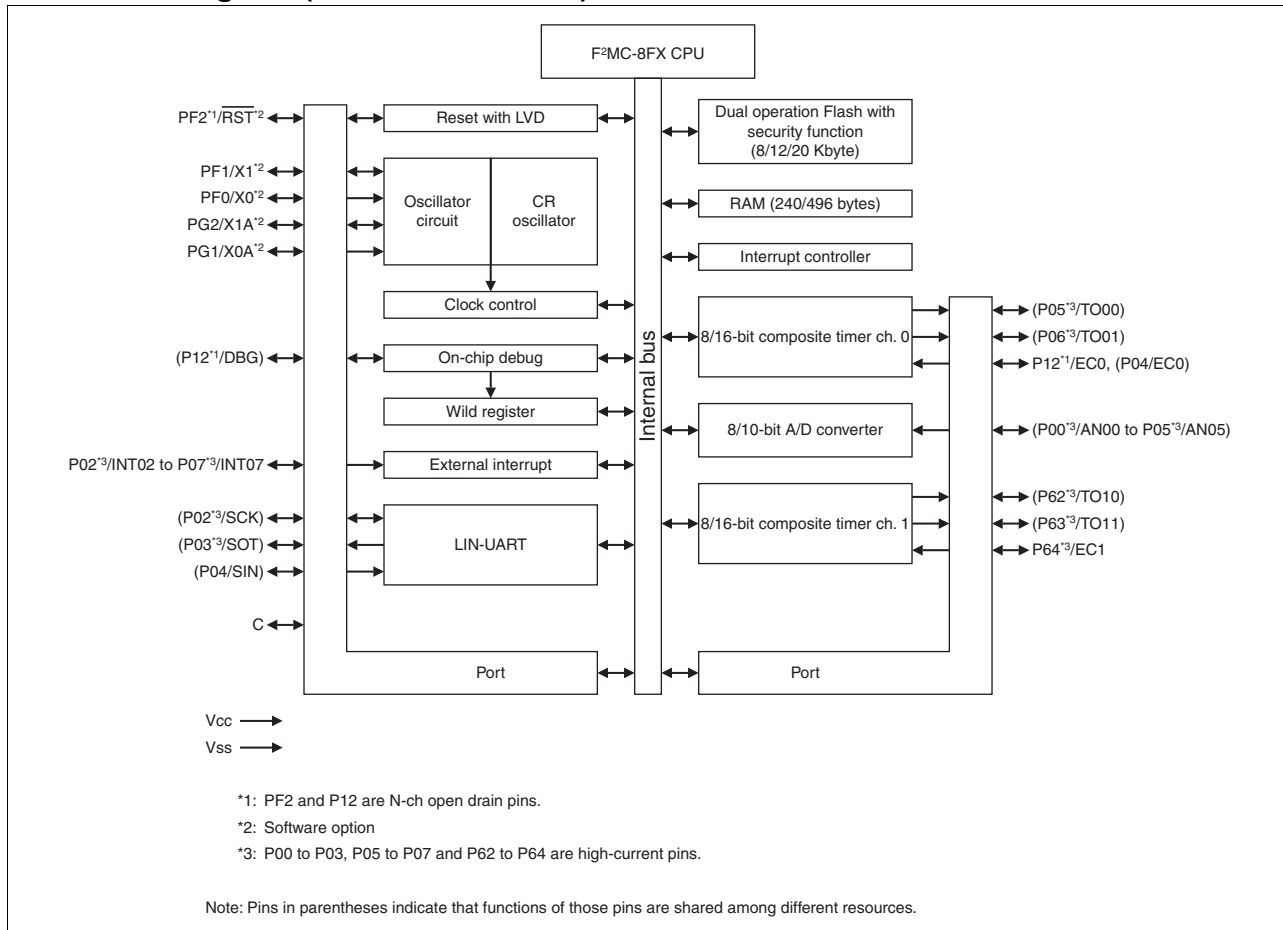 F²MC-8FX CPU
PF2*1/RST*2
Reset with LVD
Dual operation Flash with
security function
(8/12/20 Kbyte)
PF1/X1*2
PF0/X0*2
PG2/X1A*2
PG1/X0A*2
Oscillator
circuit
CR
oscillator
RAM (240/496 bytes)
Interrupt controller
Clock control
(P12*1/DBG)
On-chip debug
Wild register
Internal bus
8/16-bit composite timer ch. 0
(P05*3/TO00)
(P06*3/TO01)
P12*1/EC0, (P04/EC0)
8/10-bit A/D converter
(P00*3/AN00 to P05*3/AN05)
P02*3/INT02 to P07*3/INT07
External interrupt
(P02*3/SCK)
(P03*3/SOT)
(P04/SIN)
LIN-UART
8/16-bit composite timer ch. 1
(P62*3/TO10)
(P63*3/TO11)
P64*3/EC1
C
Port
Port
Vcc
Vss
*1: PF2 and P12 are N-ch open drain pins.
*2: Software option
*3: P00 to P03, P05 to P07 and P62 to P64 are high-current pins.
Note: Pins in parentheses indicate that functions of those pins are shared among different resources.